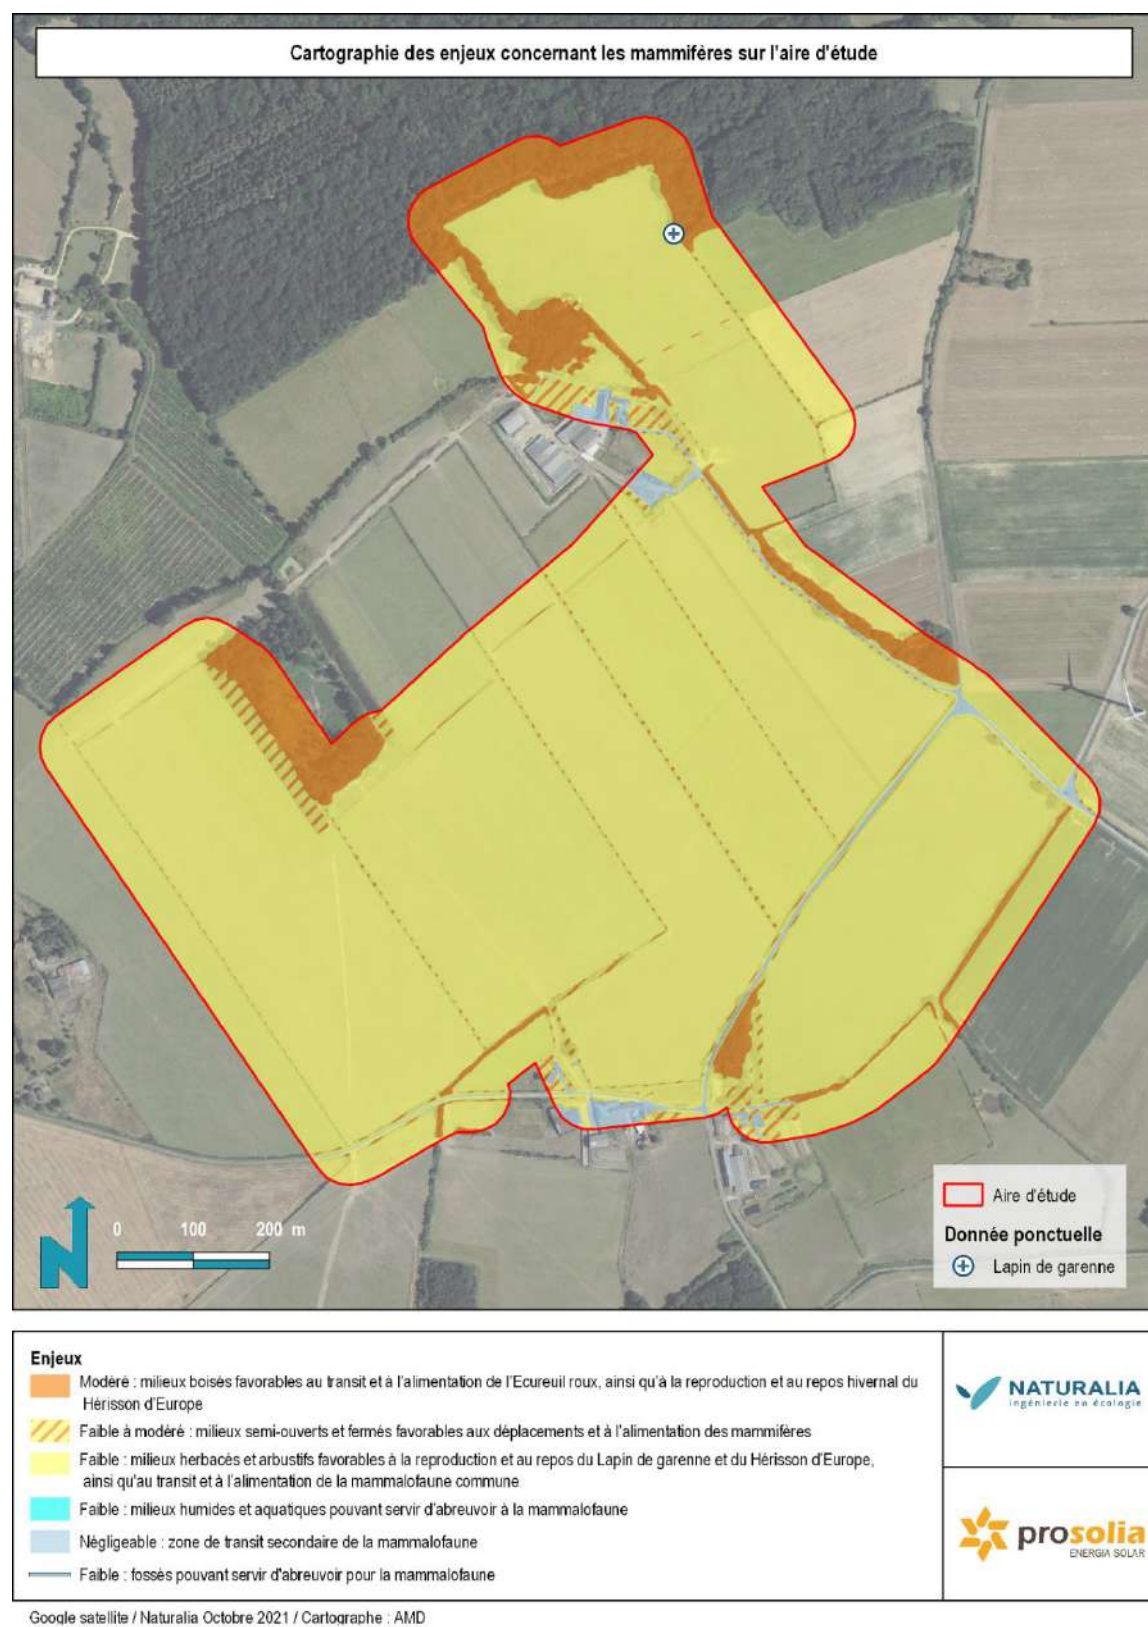 Cartographie des enjeux concernant les mammifères sur l'aire d'étude
0 100 200 m
N
Aire d'étude
Donnée ponctuelle
Lapin de garenne
Enjeux
Modéré : milieux boisés favorables au transit et à l'alimentation de l'Ecureuil roux, ainsi qu'à la reproduction et au repos hivernal du
Hérisson d'Europe
Faible à modéré : milieux semi-ouverts et fermés favorables aux déplacements et à l'alimentation des mammifères
Faible : milieux herbacés et arbustifs favorables à la reproduction et au repos du Lapin de garenne et du Hérisson d'Europe,
ainsi qu'au transit et à l'alimentation de la mammalofaune commune
Faible : milieux humides et aquatiques pouvant servir d'abreuvoir à la mammalofaune
Négligeable : zone de transit secondaire de la mammalofaune
Faible : fossés pouvant servir d'abreuvoir pour la mammalofaune
NATURALIA
ingénierie en écologie
prosolia
ENERGIA SOLAR
Google satellite / Naturalia Octobre 2021 / Cartographe : AMD